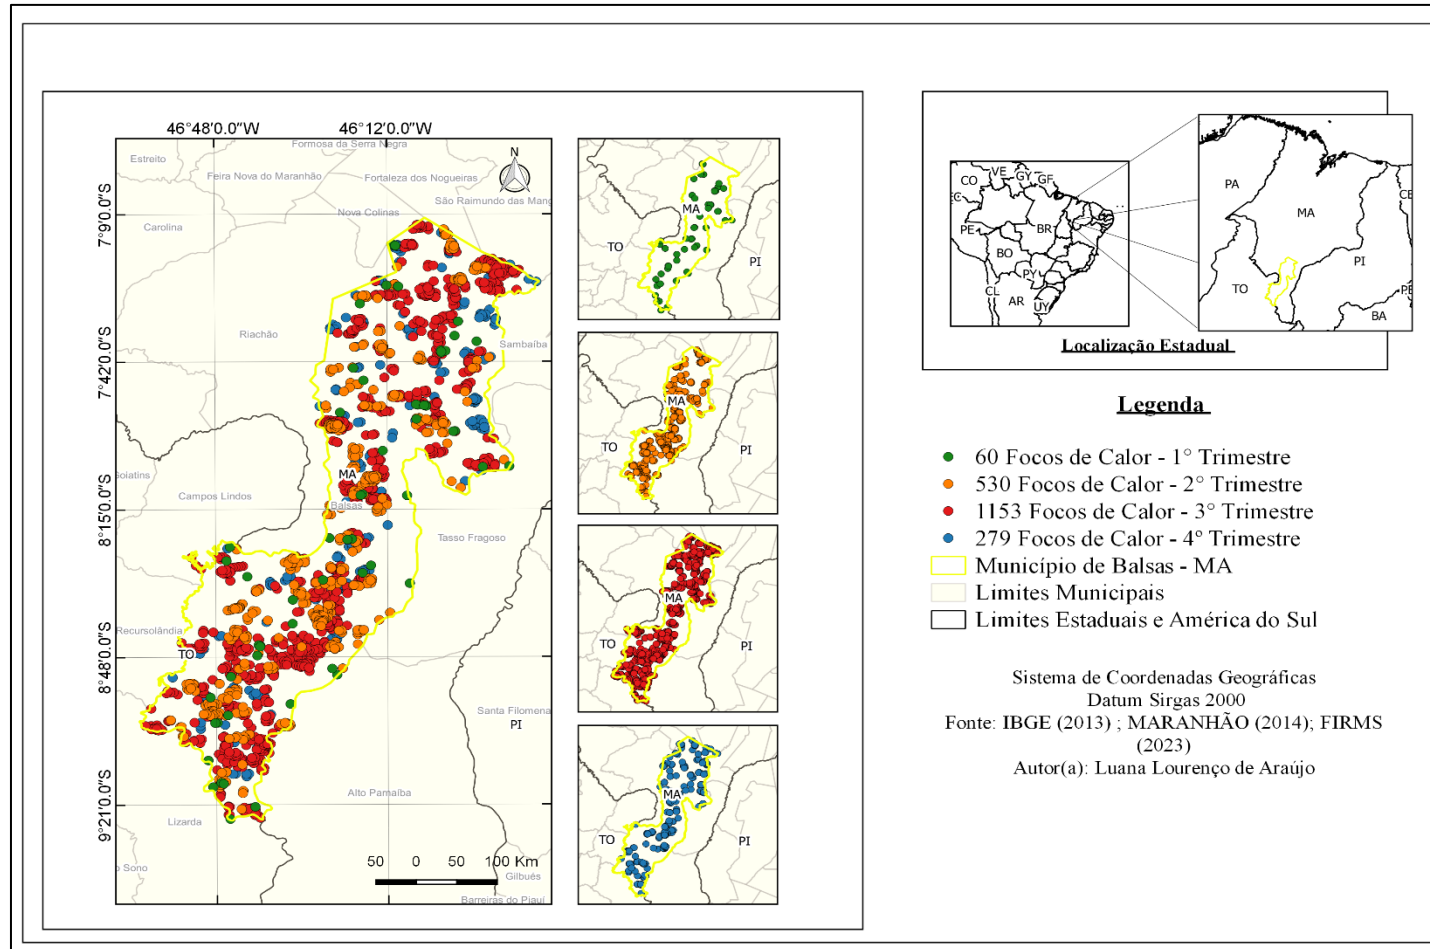 46°48'0.0"W
46°12'0.0"W
Formosa da Serra Negra
Estreito
N
Feira Nova do Maranhão
Fortaleza dos Nogueiras
São Raimundo das Mang
7°9'0.0"S
Nova Colinas
Carolina
Riachão
Sambaíba
7°42'0.0"S
MA
Goiatins
Campos Lindos
Balsas
8°15'0.0"S
Tasso Fragoso
Recursolândia
TO
8°48'0.0"S
Santa Filomena
PI
Alto Parnaíba
9°21'0.0"S
Lizarda
50 0 50 100 Km
o Sono
Gilbués
Barreiras do Piauí
MA
TO
PI
MA
TO
PI
MA
TO
PI
MA
TO
PI
CO
VE
GY
GF
EC
PE
BR
BO
PY
CL
AR
UY
PA
CE
MA
PI
TO
PE
BA
Localização Estadual
Legenda
60 Focos de Calor - 1° Trimestre
530 Focos de Calor - 2° Trimestre
1153 Focos de Calor - 3° Trimestre
279 Focos de Calor - 4° Trimestre
Município de Balsas - MA
Limites Municipais
Limites Estaduais e América do Sul
Sistema de Coordenadas Geográficas
Datum Sirgas 2000
Fonte: IBGE (2013) ; MARANHÃO (2014); FIRMS
(2023)
Autor(a): Luana Lourenço de Araújo